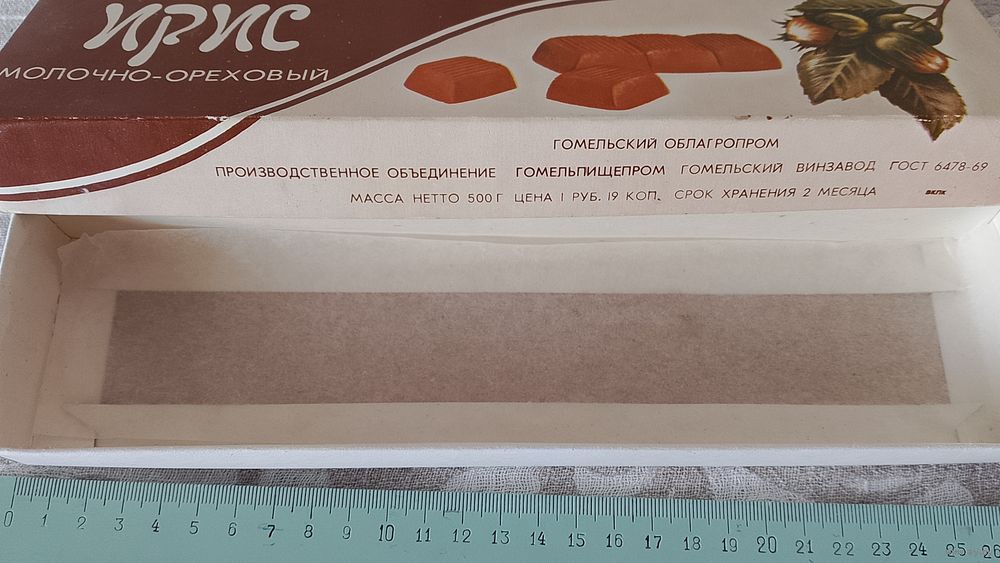 ИРИС
МОЛОЧНО-ОРЕХОВЫЙ
ГОМЕЛЬСКИЙ ОБЛАГРОПРОМ
ПРОИЗВОДСТВЕННОЕ ОБЪЕДИНЕНИЕ ГОМЕЛЬПИЩЕПРОМ ГОМЕЛЬСКИЙ ВИНЗАВОД ГОСТ 6478-69
МАССА НЕТТО 500 Г ЦЕНА 1 РУБ. 19 КОП. СРОК ХРАНЕНИЯ 2 МЕСЯЦА
0 1 2 3 4 5 6 7 8 9 10 11 12 13 14 15 16 17 18 19 20 21 22 23 24 25 26